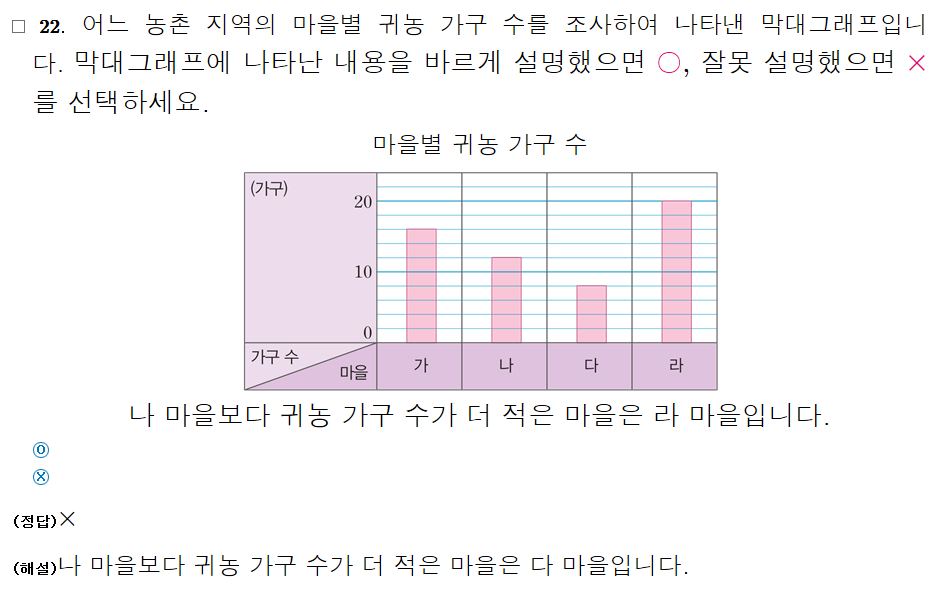 □ 22. 어느 농촌 지역의 마을별 귀농 가구 수를 조사하여 나타낸 막대그래프입니
다. 막대그래프에 나타난 내용을 바르게 설명했으면 ○, 잘못 설명했으면 ×
를 선택하세요.
마을별 귀농 가구 수
(가구)
20
10
0
가구 수
마을
가 나 다 라
나 마을보다 귀농 가구 수가 더 적은 마을은 라 마을입니다.
ⓞ
ⓧ
(정답)×
(해설)나 마을보다 귀농 가구 수가 더 적은 마을은 다 마을입니다.